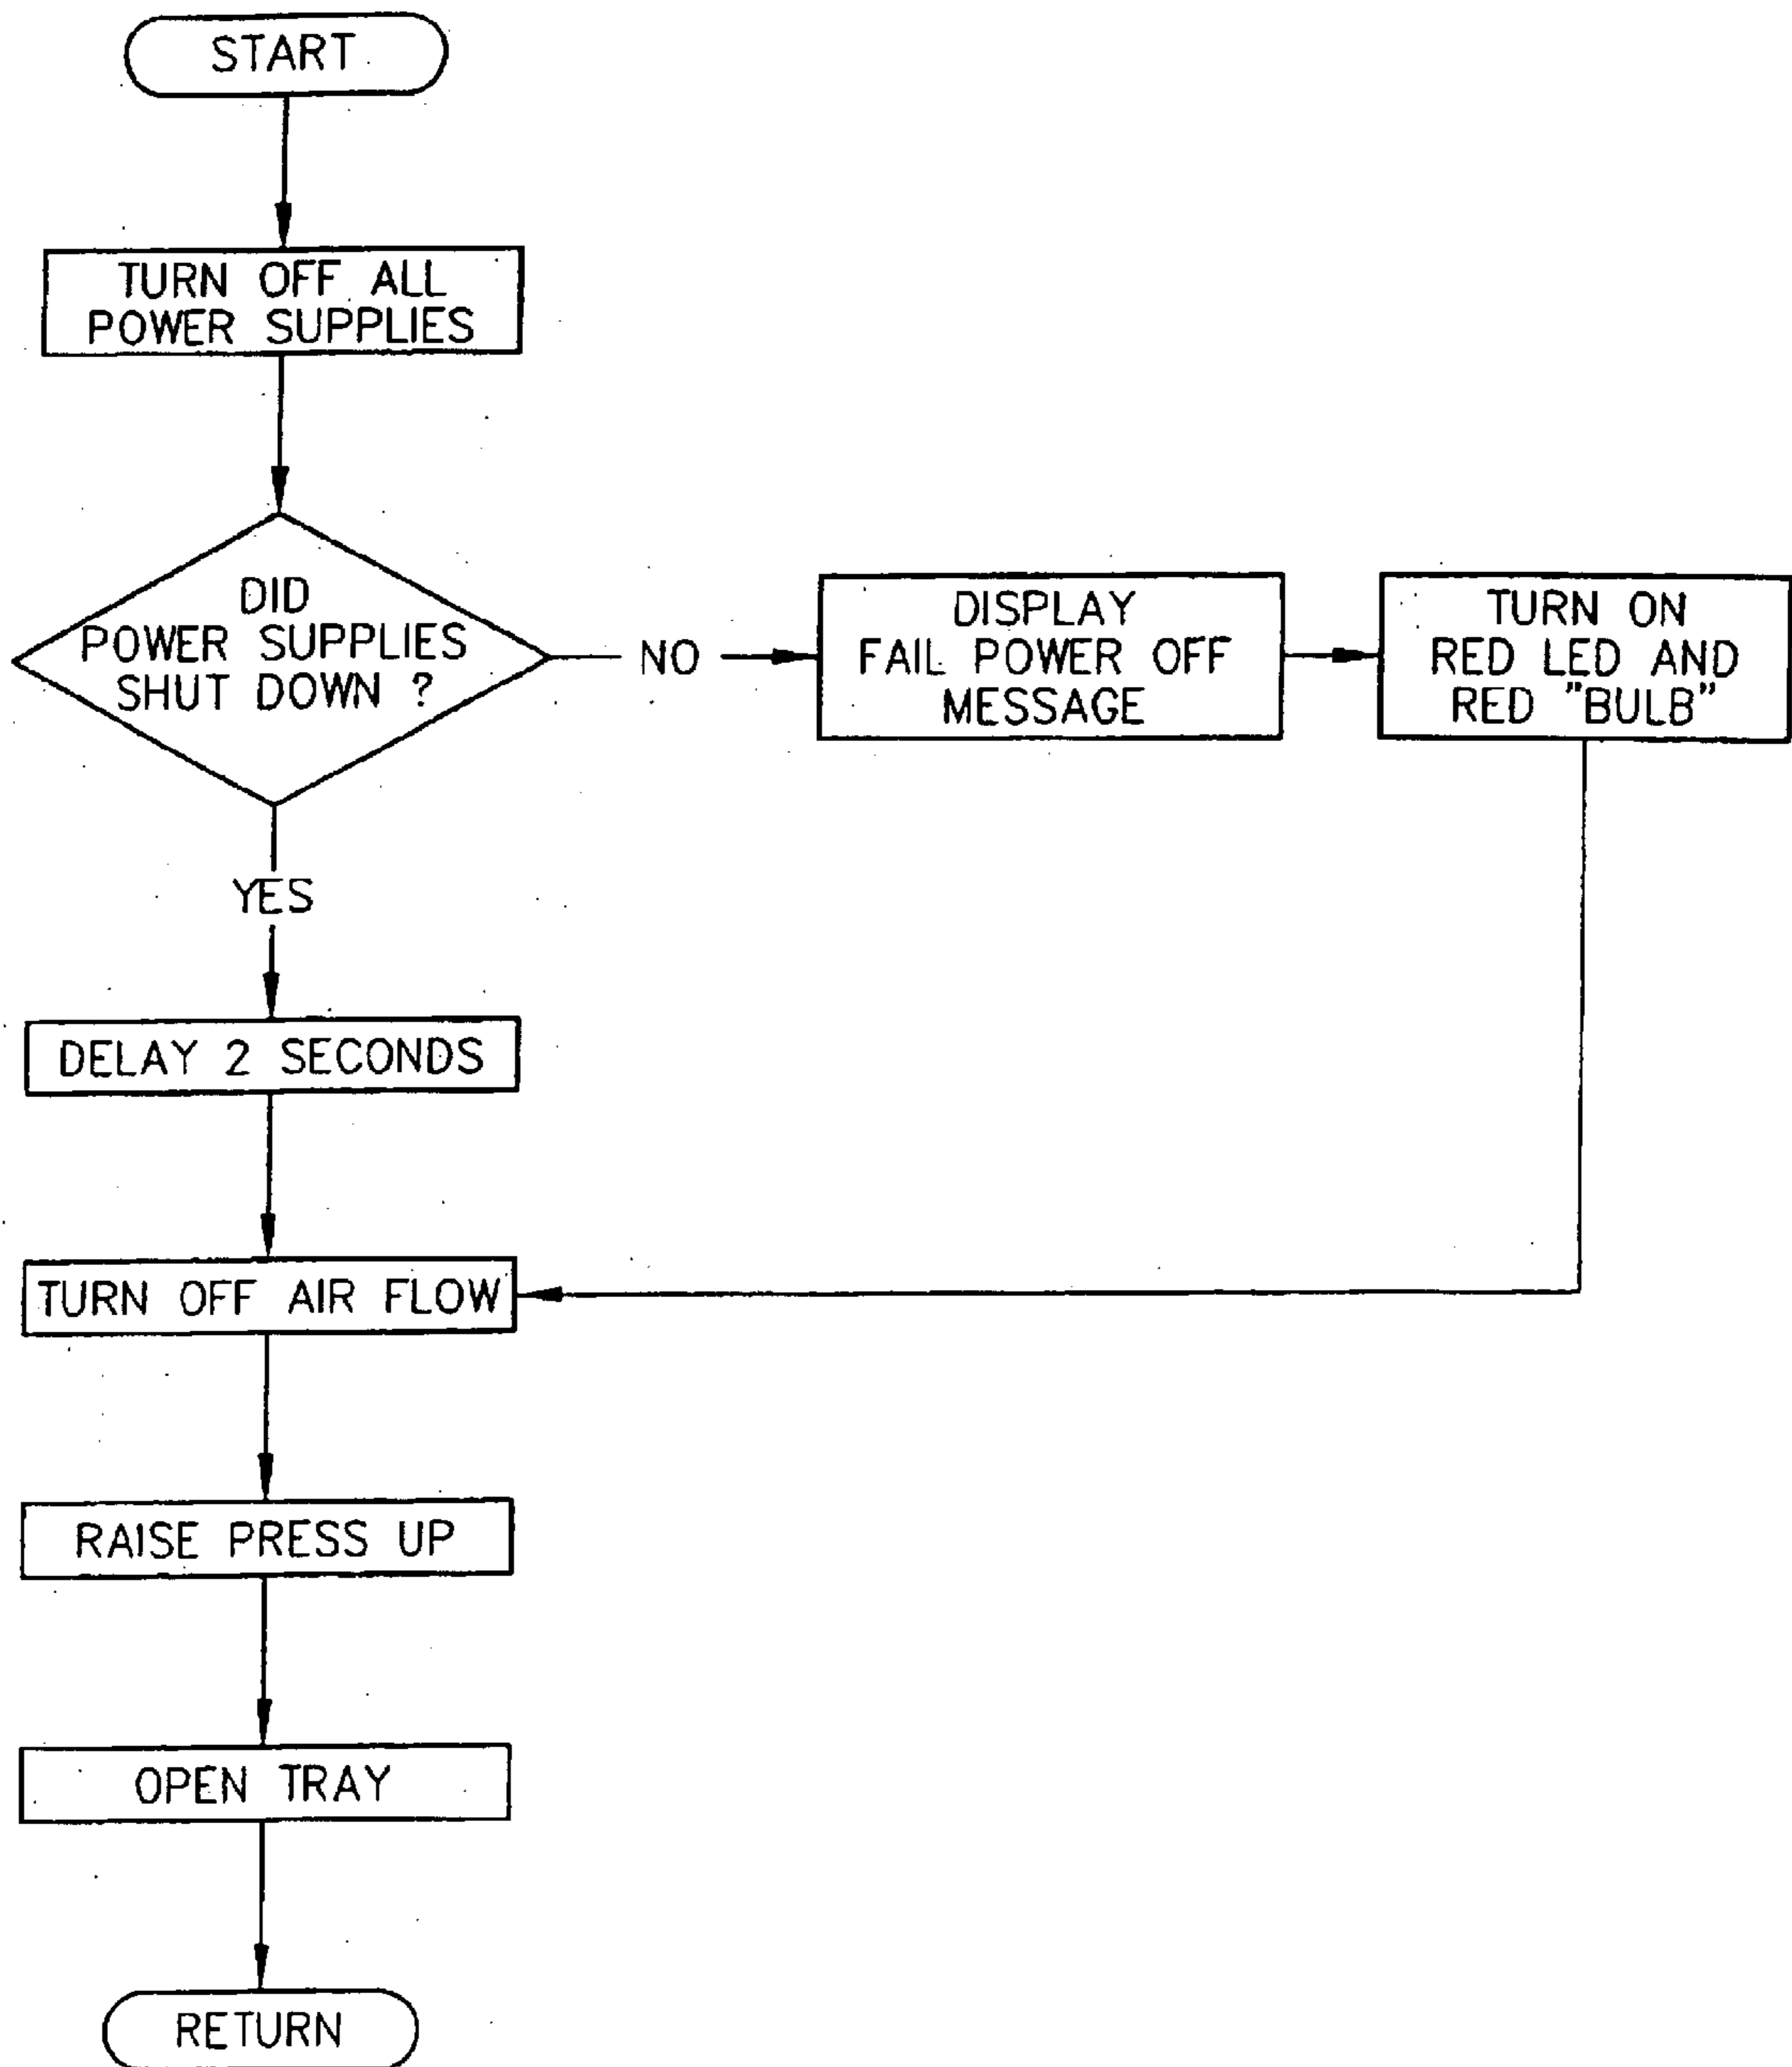 START
TURN OFF ALL
POWER SUPPLIES
DID
POWER SUPPLIES
SHUT DOWN ?
NO
DISPLAY
FAIL POWER OFF
MESSAGE
TURN ON
RED LED AND
RED "BULB"
YES
DELAY 2 SECONDS
TURN OFF AIR FLOW
RAISE PRESS UP
OPEN TRAY
RETURN